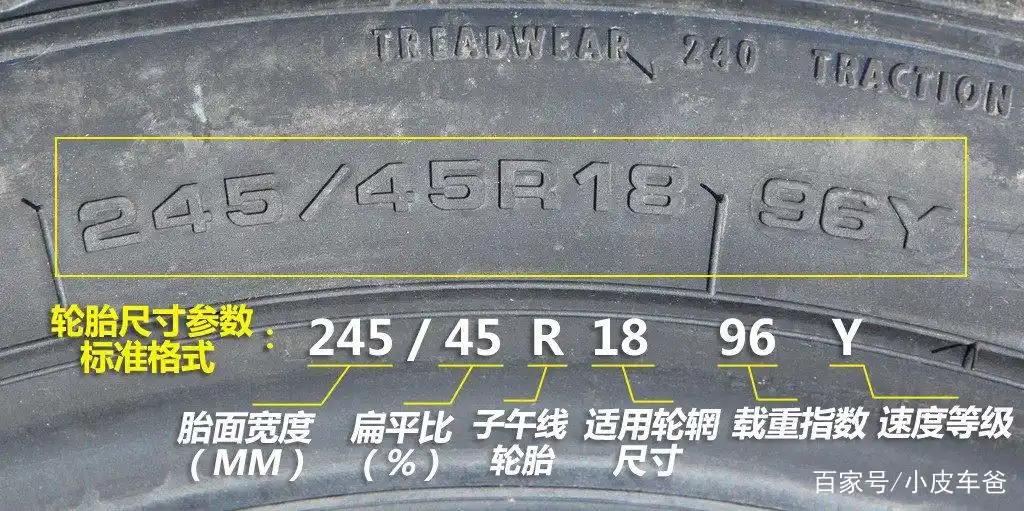 TREADWEAR 240 TRACTION
245/45R18 96Y
轮胎尺寸参数
标准格式
: 245 / 45 R 18 96 Y
胎面宽度 扁平比 子午线 适用轮辋 载重指数 速度等级
(MM) (%) 轮胎 尺寸
百家号/小皮车爸